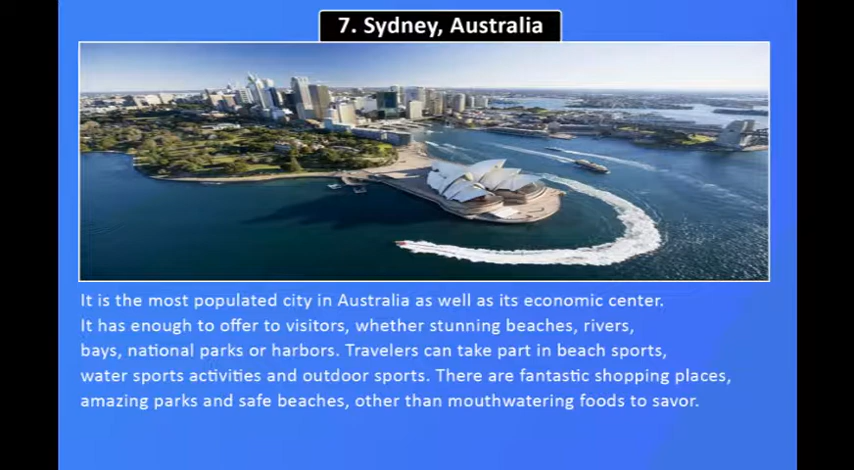 7. Sydney, Australia
It is the most populated city in Australia as well as its economic center.
It has enough to offer to visitors, whether stunning beaches, rivers,
bays, national parks or harbors. Travelers can take part in beach sports,
water sports activities and outdoor sports. There are fantastic shopping places,
amazing parks and safe beaches, other than mouthwatering foods to savor.